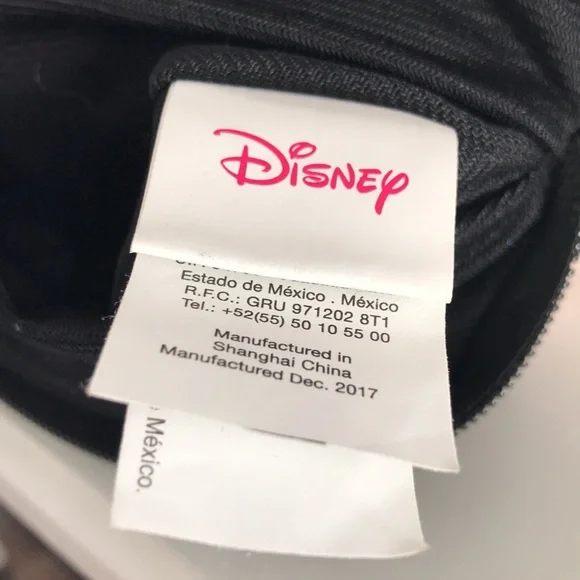 Disney
Estado de México . México
R.F.C.: GRU 971202 8T1
Tel.: +52(55) 50 10 55 00
Manufactured in
Shanghai China
Manufactured Dec. 2017
México.